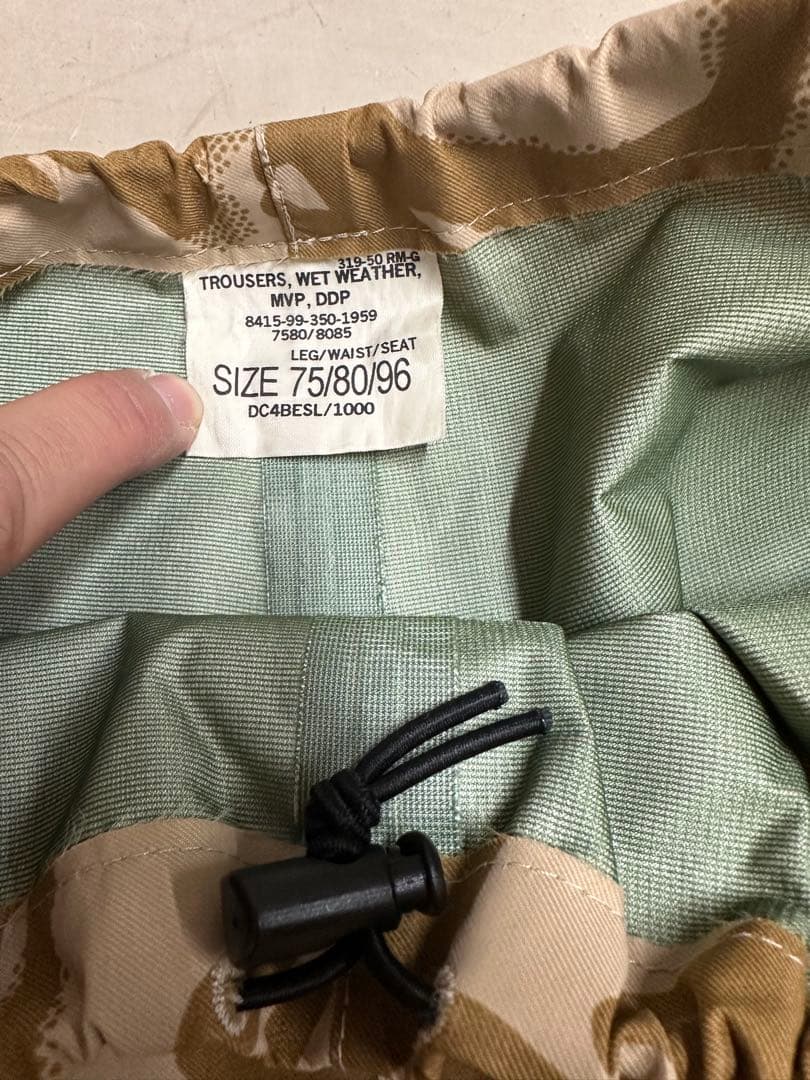 319-50 RM-G
TROUSERS, WET WEATHER,
MVP, DDP
8415-99-350-1959
7580/8085
LEG/WAIST/SEAT
SIZE 75/80/96
DC4BESL/1000